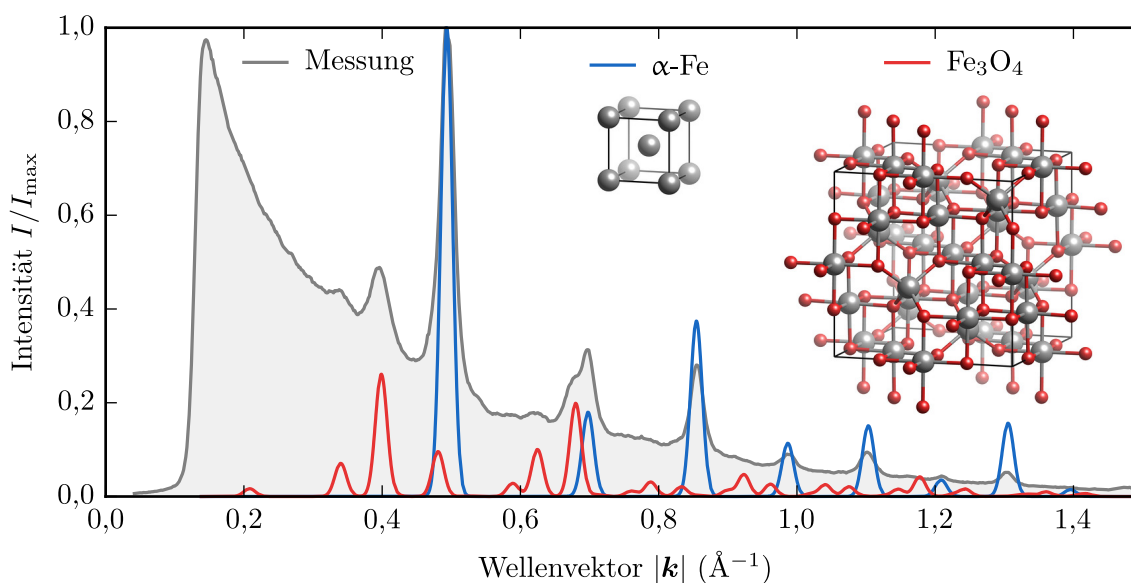 Messung
α-Fe
Fe₃O₄
Intensität I/Iₘₐₓ
1,0
0,8
0,6
0,4
0,2
0,0
0,0 0,2 0,4 0,6 0,8 1,0 1,2 1,4
Wellenvektor |k| (Å⁻¹)